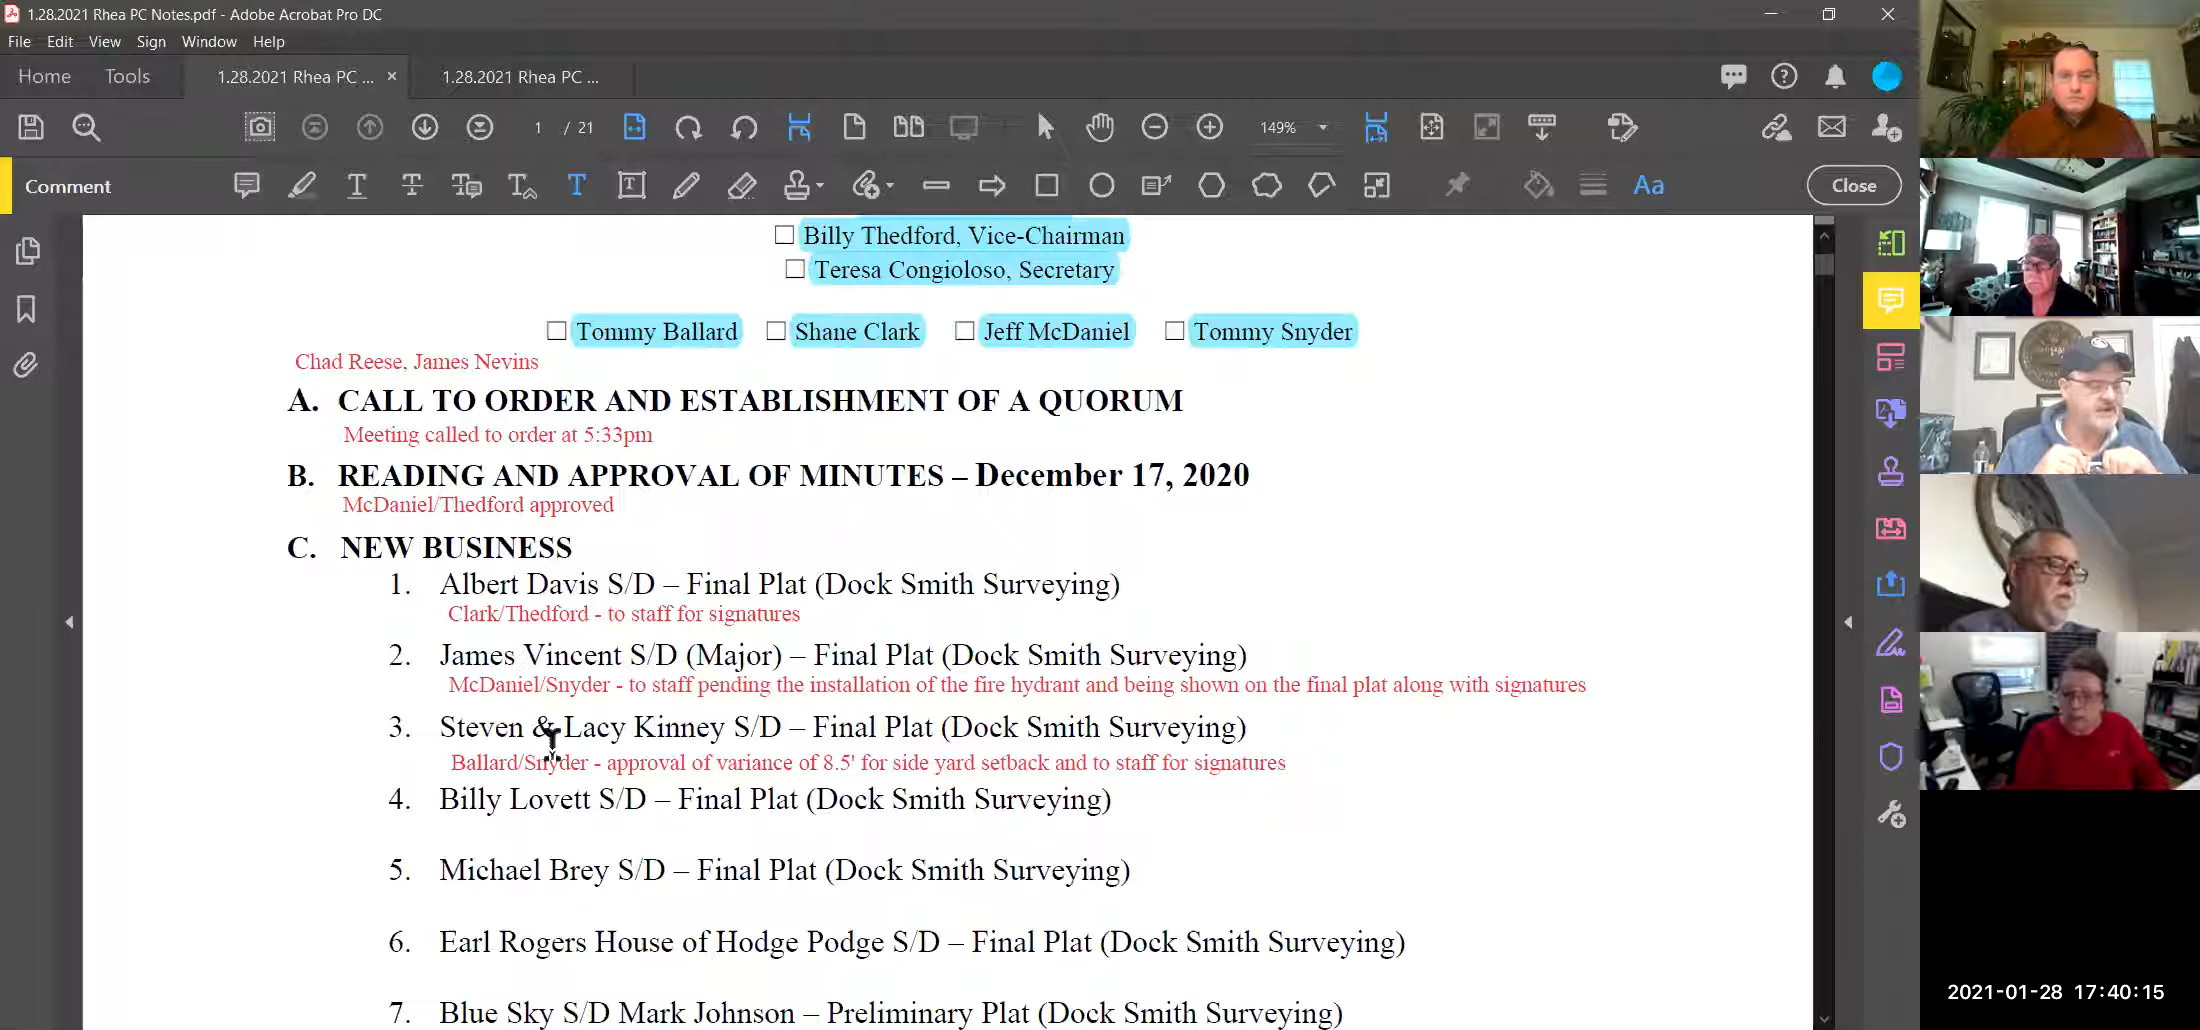 1.28.2021 Rhea PC Notes.pdf - Adobe Acrobat Pro DC
File Edit View Sign Window Help
Home Tools 1.28.2021 Rhea PC ... × 1.28.2021 Rhea PC ...
1 / 21 149%
Comment Aa Close
Billy Thedford, Vice-Chairman
Teresa Congioloso, Secretary
Tommy Ballard Shane Clark Jeff McDaniel Tommy Snyder
Chad Reese, James Nevins
A. CALL TO ORDER AND ESTABLISHMENT OF A QUORUM
Meeting called to order at 5:33pm
B. READING AND APPROVAL OF MINUTES – December 17, 2020
McDaniel/Thedford approved
C. NEW BUSINESS
1. Albert Davis S/D – Final Plat (Dock Smith Surveying)
Clark/Thedford - to staff for signatures
2. James Vincent S/D (Major) – Final Plat (Dock Smith Surveying)
McDaniel/Snyder - to staff pending the installation of the fire hydrant and being shown on the final plat along with signatures
3. Steven & Lacy Kinney S/D – Final Plat (Dock Smith Surveying)
Ballard/Snyder - approval of variance of 8.5' for side yard setback and to staff for signatures
4. Billy Lovett S/D – Final Plat (Dock Smith Surveying)
5. Michael Brey S/D – Final Plat (Dock Smith Surveying)
6. Earl Rogers House of Hodge Podge S/D – Final Plat (Dock Smith Surveying)
7. Blue Sky S/D Mark Johnson – Preliminary Plat (Dock Smith Surveying)
2021-01-28 17:40:15